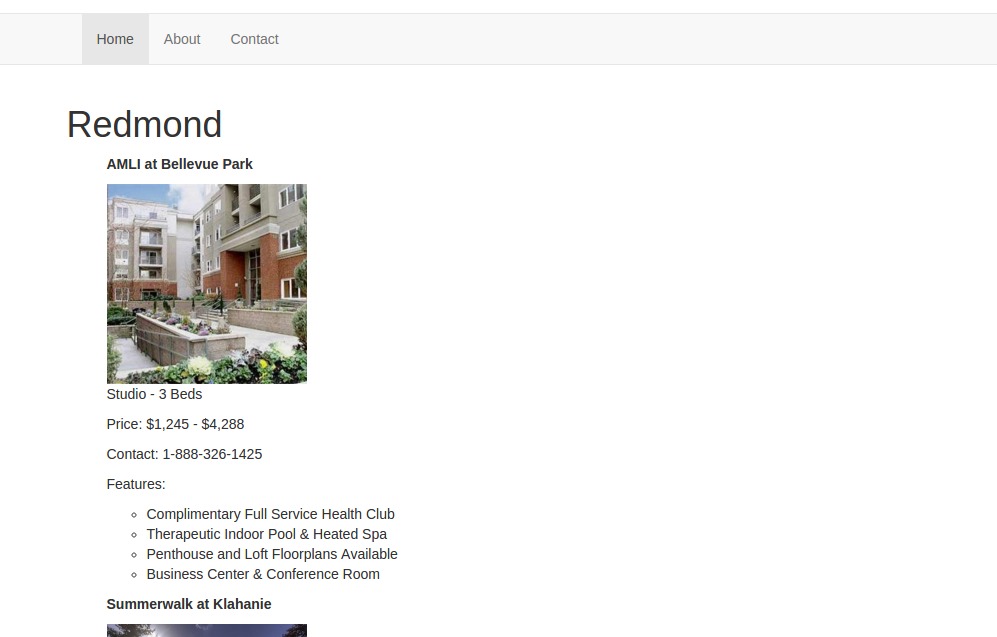 Home About Contact
Redmond
AMLI at Bellevue Park
Studio - 3 Beds
Price: $1,245 - $4,288
Contact: 1-888-326-1425
Features:
Complimentary Full Service Health Club
Therapeutic Indoor Pool & Heated Spa
Penthouse and Loft Floorplans Available
Business Center & Conference Room
Summerwalk at Klahanie